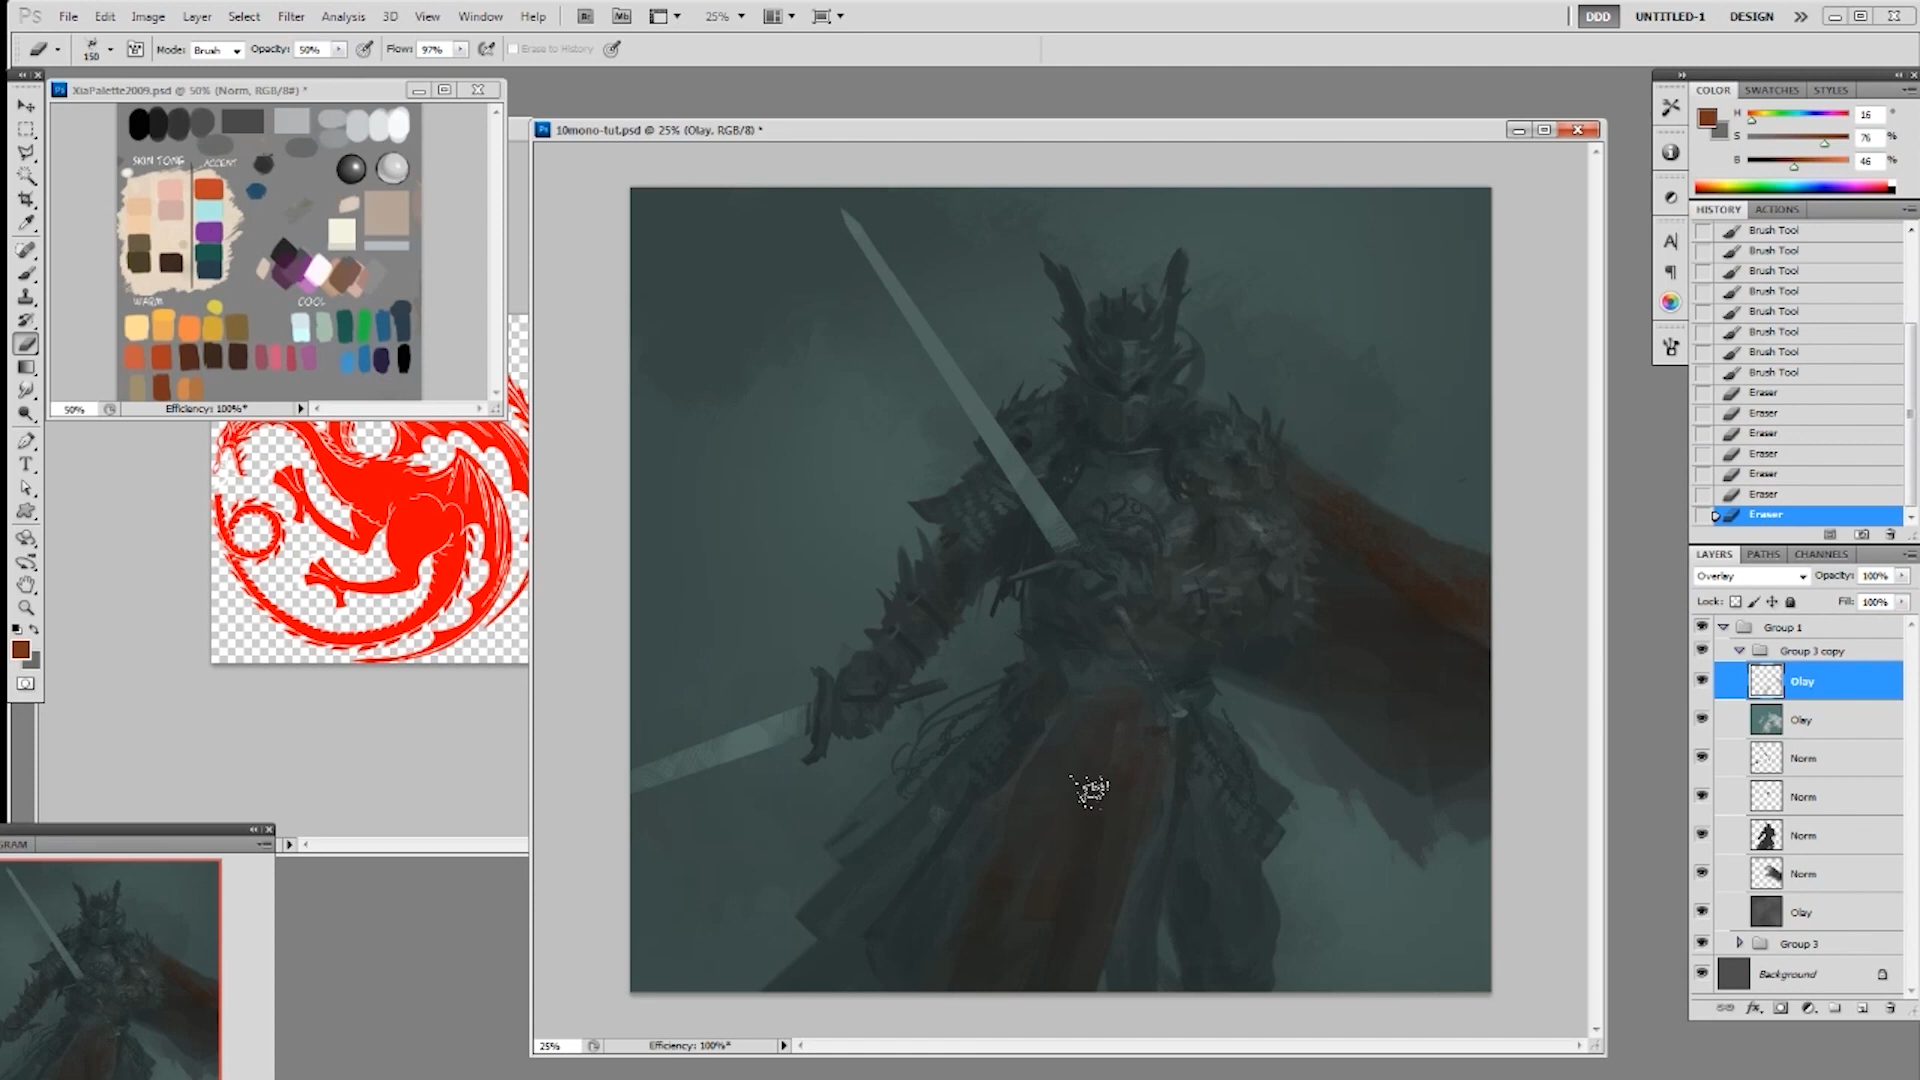 Ps File Edit Image Layer Select Filter Analysis 3D View Window Help Br Mb 25% DDD UNTITLED-1 DESIGN
150 Mode: Brush Opacity: 50% Flow: 97% Erase to History
XiaPalette2009.psd @ 50% (Norm, RGB/8#) *
SKIN TONE ACCENT
WARM COOL
50% Efficiency: 100%*
10mono-tut.psd @ 25% (Olay, RGB/8) *
25% Efficiency: 100%*
GRAM
COLOR SWATCHES STYLES
H 16 °
S 76 %
B 46 %
HISTORY ACTIONS
Brush Tool
Brush Tool
Brush Tool
Brush Tool
Brush Tool
Brush Tool
Brush Tool
Brush Tool
Eraser
Eraser
Eraser
Eraser
Eraser
Eraser
Eraser
LAYERS PATHS CHANNELS
Overlay Opacity: 100%
Lock: Fill: 100%
Group 1
Group 3 copy
Olay
Olay
Norm
Norm
Norm
Norm
Olay
Group 3
Background